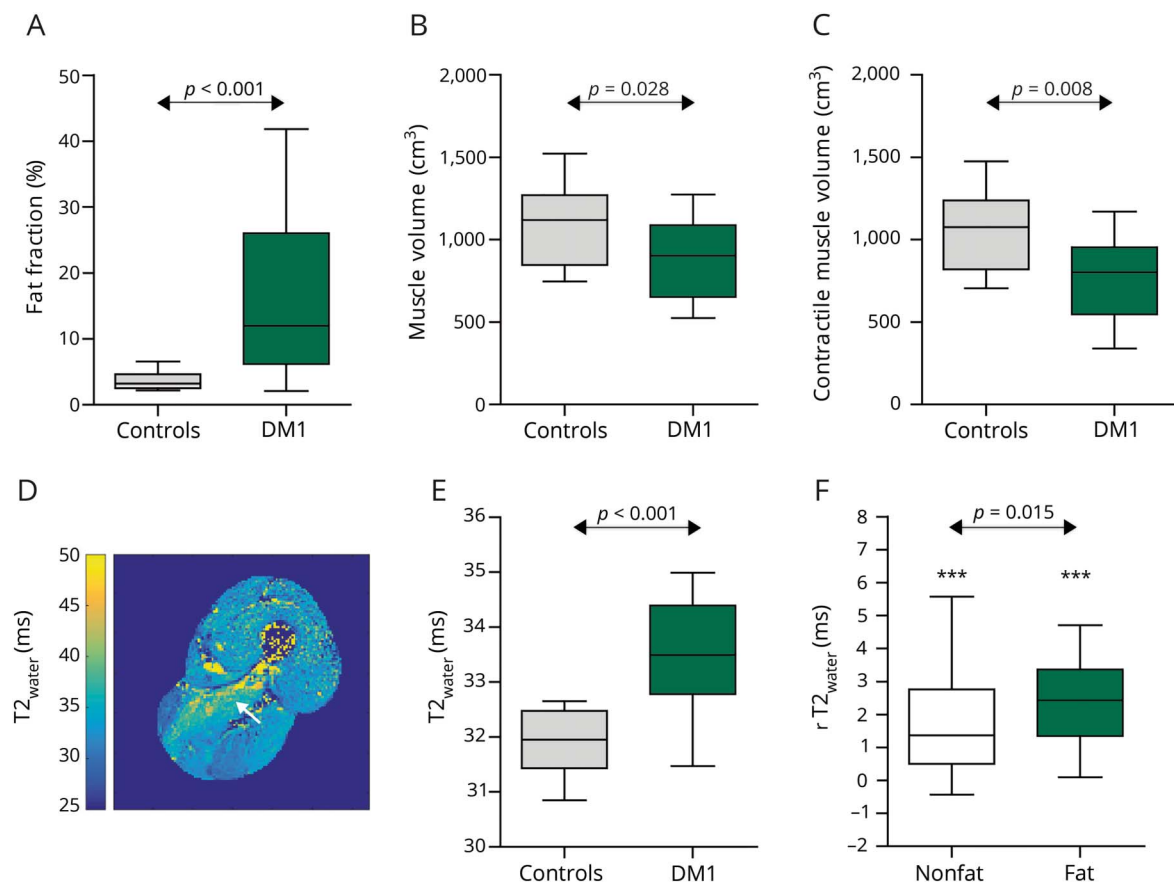 A
p < 0.001
Fat fraction (%)
50
40
30
20
10
0
Controls
DM1
B
p = 0.028
Muscle volume (cm³)
2,000
1,500
1,000
500
0
Controls
DM1
C
p = 0.008
Contractile muscle volume (cm³)
2,000
1,500
1,000
500
0
Controls
DM1
D
T2water (ms)
50
45
40
35
30
25
E
p < 0.001
T2water (ms)
36
35
34
33
32
31
30
Controls
DM1
F
p = 0.015
r T2water (ms)
8
7
6
5
4
3
2
1
0
−1
−2
***
***
Nonfat
Fat